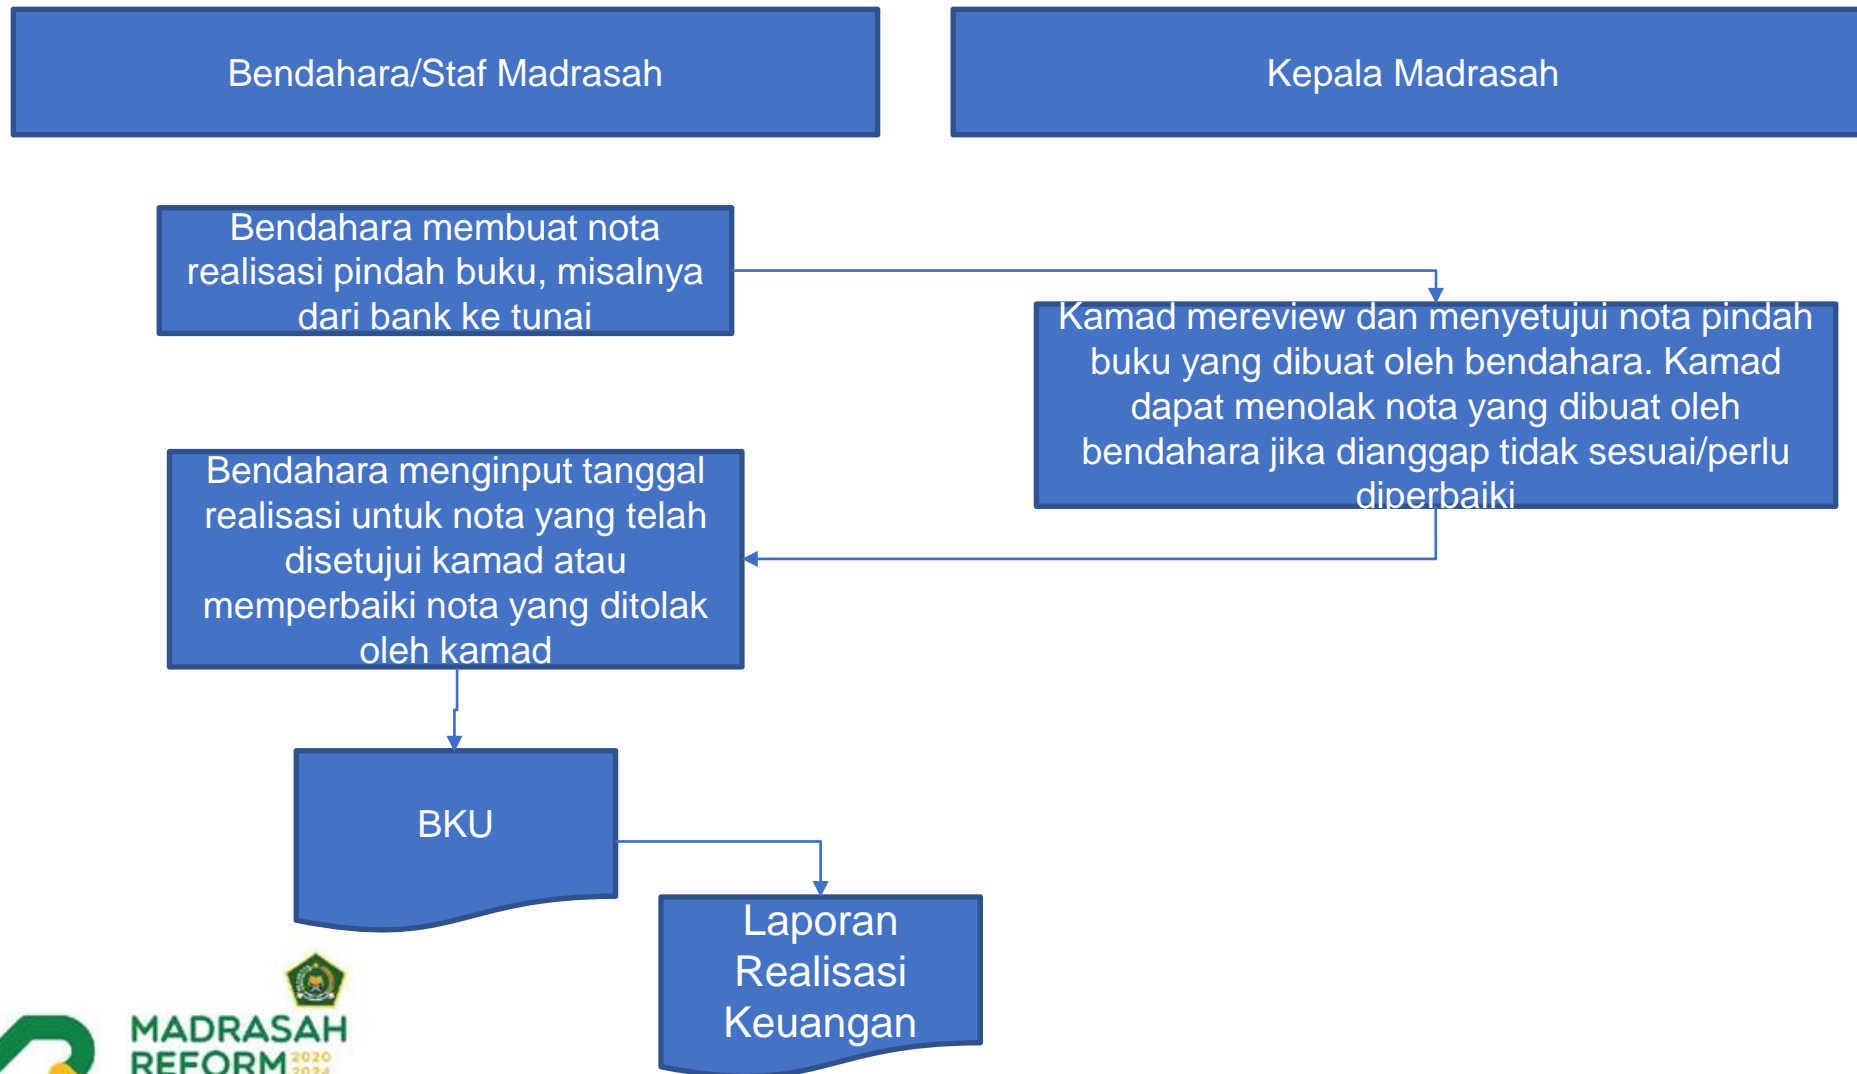 Bendahara/Staf Madrasah
Kepala Madrasah
Bendahara membuat nota
realisasi pindah buku, misalnya
dari bank ke tunai
Kamad mereview dan menyetujui nota pindah
buku yang dibuat oleh bendahara. Kamad
dapat menolak nota yang dibuat oleh
bendahara jika dianggap tidak sesuai/perlu
diperbaiki
Bendahara menginput tanggal
realisasi untuk nota yang telah
disetujui kamad atau
memperbaiki nota yang ditolak
oleh kamad
BKU
Laporan
Realisasi
Keuangan
MADRASAH
REFORM 2020
2024